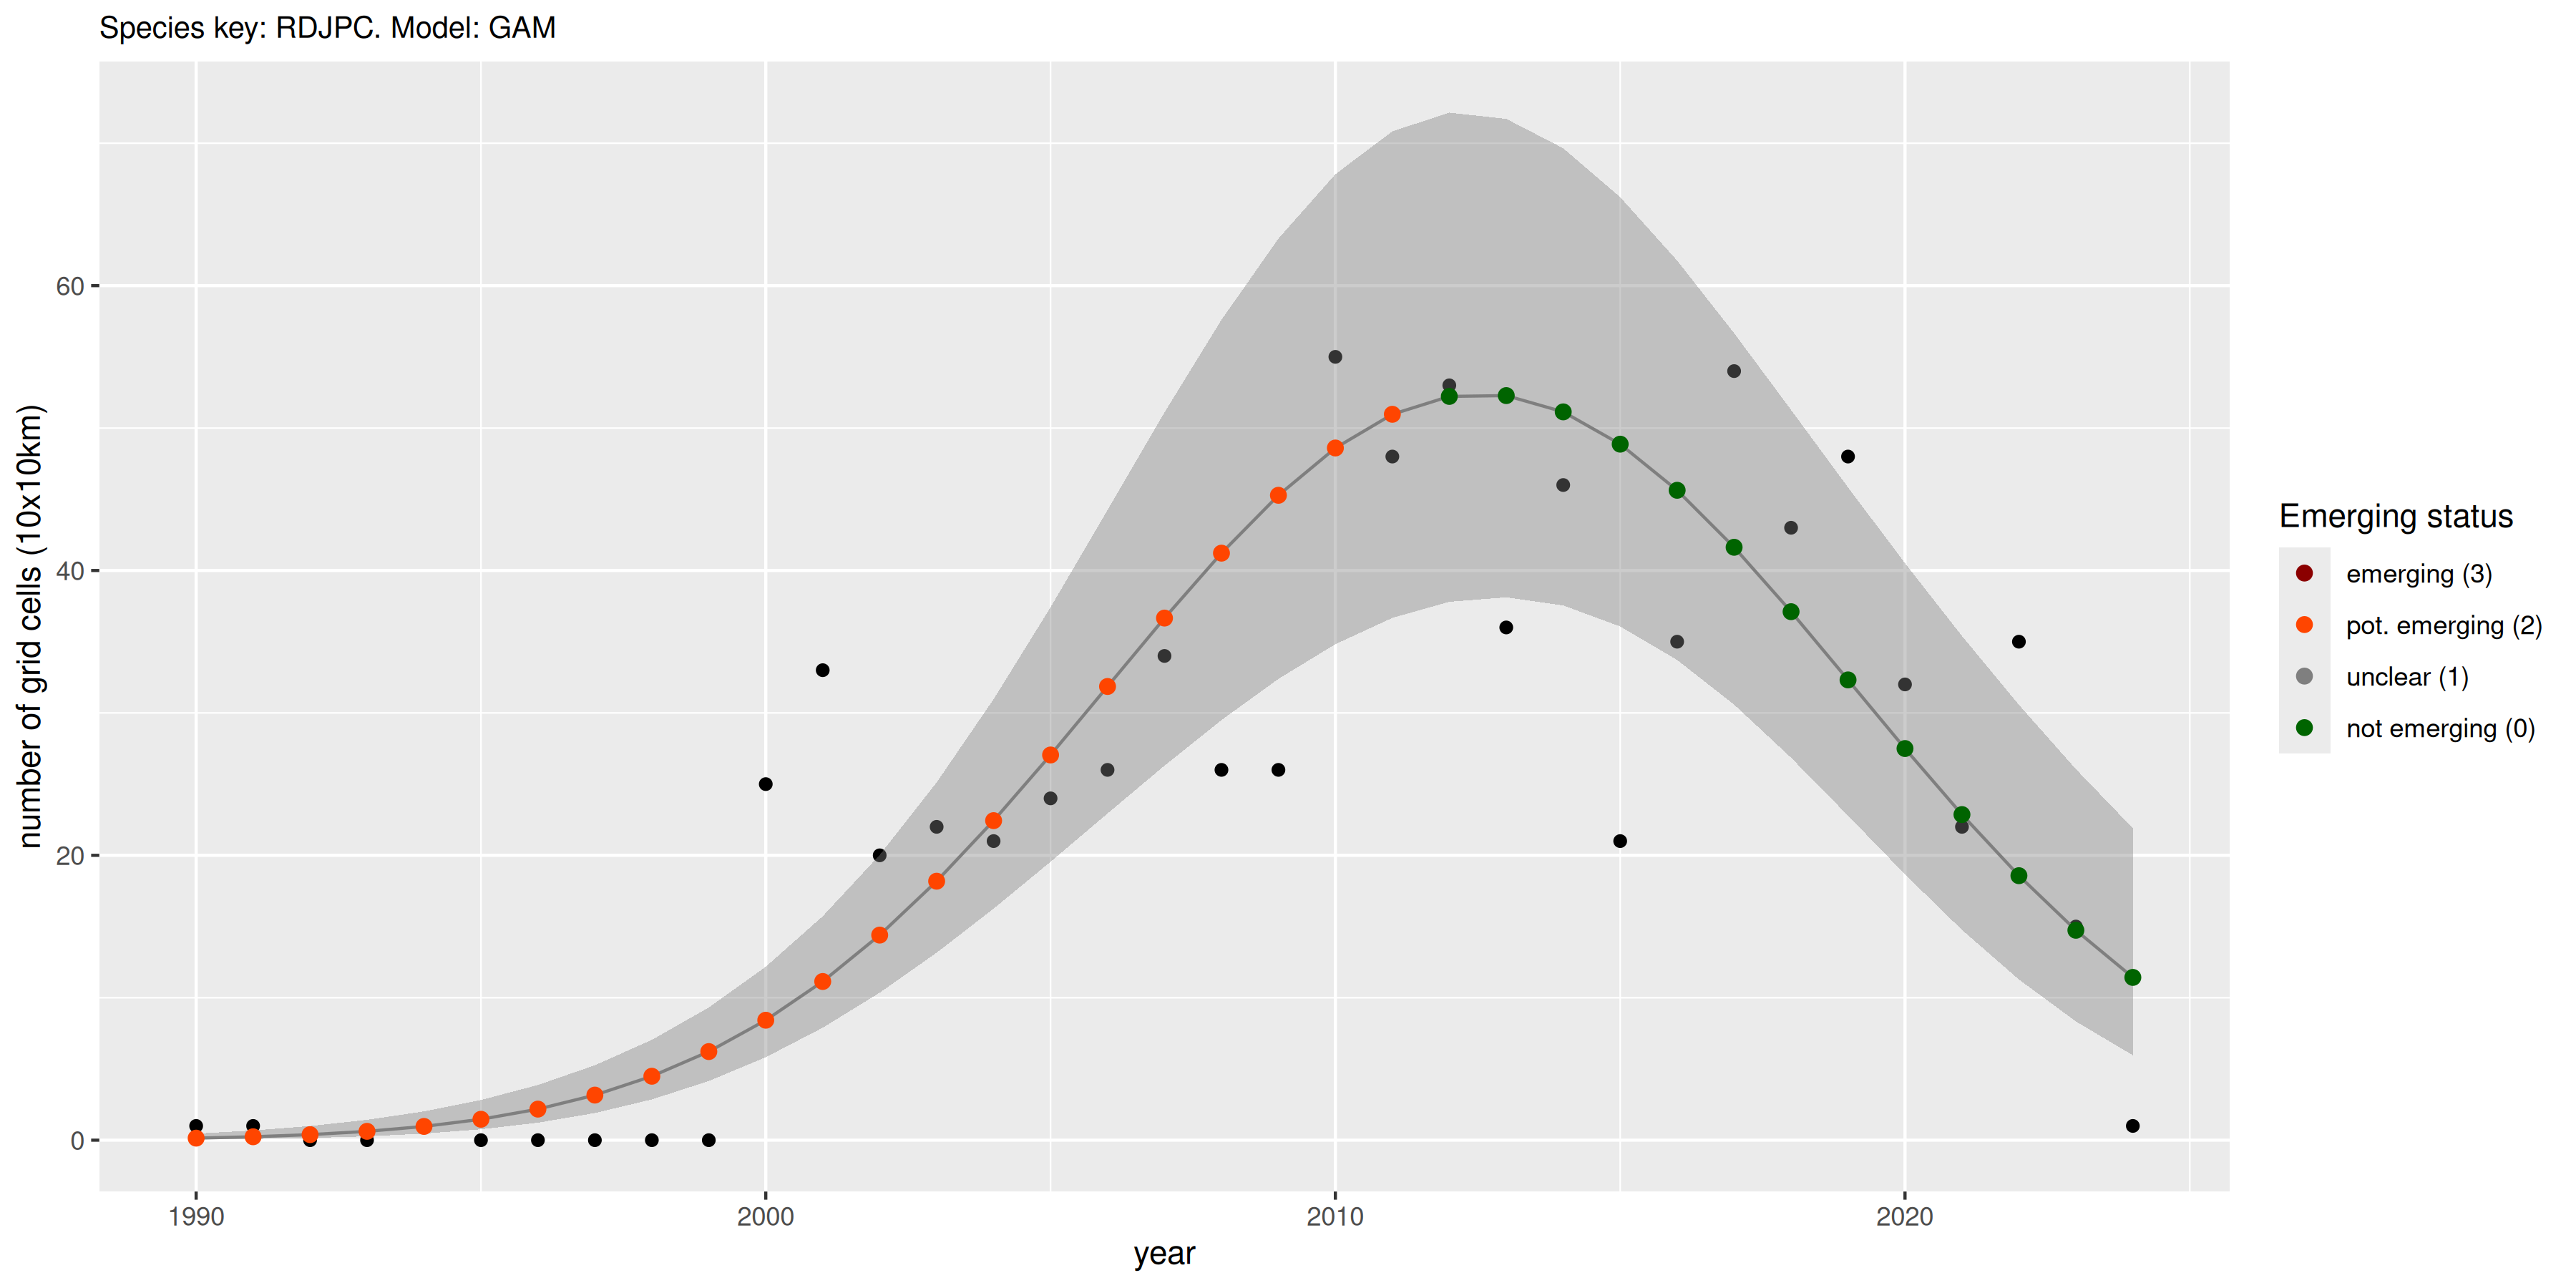 Species key: RDJPC. Model: GAM
number of grid cells (10x10km)
60
40
20
0
1990
2000
2010
2020
year
Emerging status
emerging (3)
pot. emerging (2)
unclear (1)
not emerging (0)